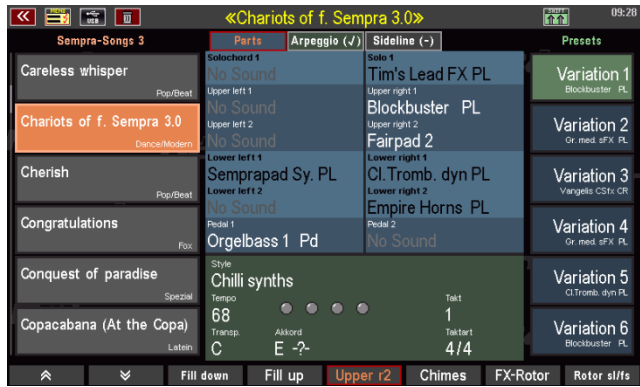 MENU
USB
«Chariots of f. Sempra 3.0»
SHIFT
09:28
Sempra-Songs 3
Parts
Arpeggio (√)
Sideline (-)
Presets
Careless whisper
Pop/Beat
Chariots of f. Sempra 3.0
Dance/Modern
Cherish
Pop/Beat
Congratulations
Fox
Conquest of paradise
Spezial
Copacabana (At the Copa)
Latein
Solochord 1
No Sound
Solo 1
Tim's Lead FX PL
Upper left 1
No Sound
Upper right 1
Blockbuster PL
Upper left 2
No Sound
Upper right 2
Fairpad 2
Lower left 1
Semprapad Sy. PL
Lower right 1
Cl.Tromb. dyn PL
Lower left 2
No Sound
Lower right 2
Empire Horns PL
Pedal 1
Orgelbass 1 Pd
Pedal 2
No Sound
Style
Chilli synths
Tempo
68
Takt
1
Transp.
C
Akkord
E -?-
Taktart
4/4
Variation 1
Blockbuster PL
Variation 2
Gr. med. sFX PL
Variation 3
Vangelis CSfx CR
Variation 4
Gr. med. sFX PL
Variation 5
Cl.Tromb. dyn PL
Variation 6
Blockbuster PL
Fill down
Fill up
Upper r2
Chimes
FX-Rotor
Rotor sl/fs